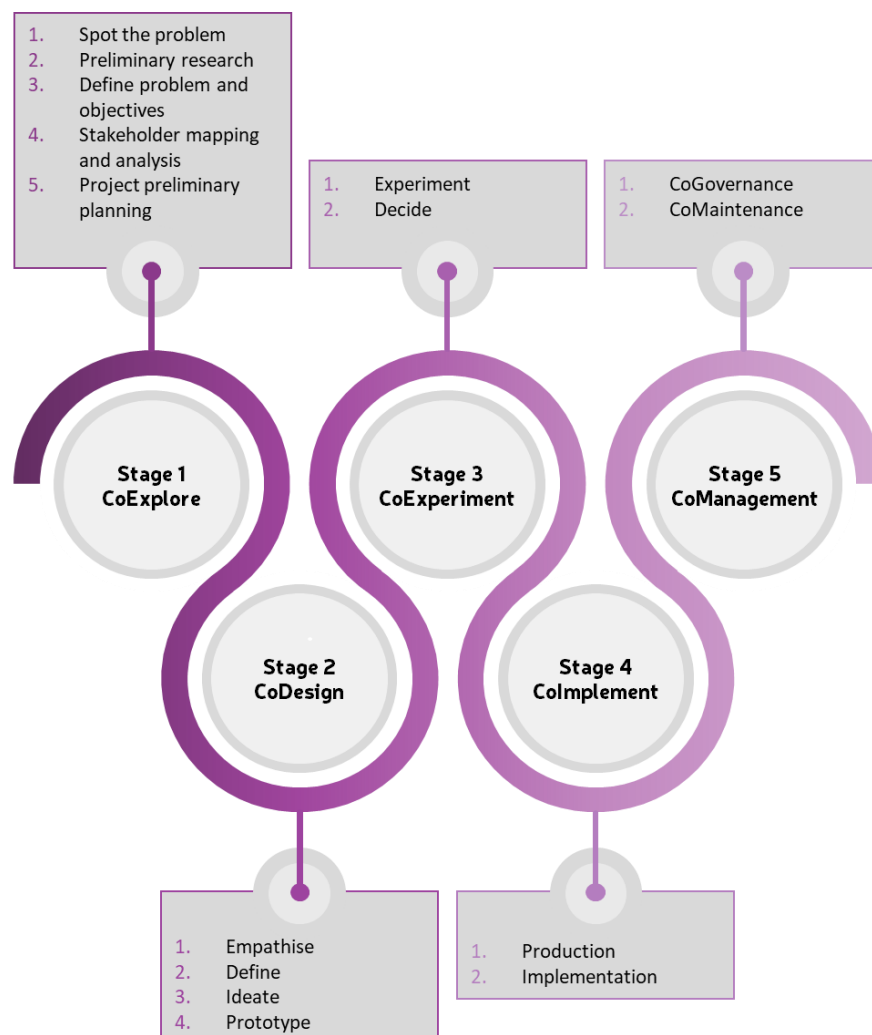 1. Spot the problem
2. Preliminary research
3. Define problem and
objectives
4. Stakeholder mapping
and analysis
5. Project preliminary
planning
1. Experiment
2. Decide
1. CoGovernance
2. CoMaintenance
Stage 1
CoExplore
Stage 3
CoExperiment
Stage 5
CoManagement
Stage 2
CoDesign
Stage 4
CoImplement
1. Empathise
2. Define
3. Ideate
4. Prototype
1. Production
2. Implementation